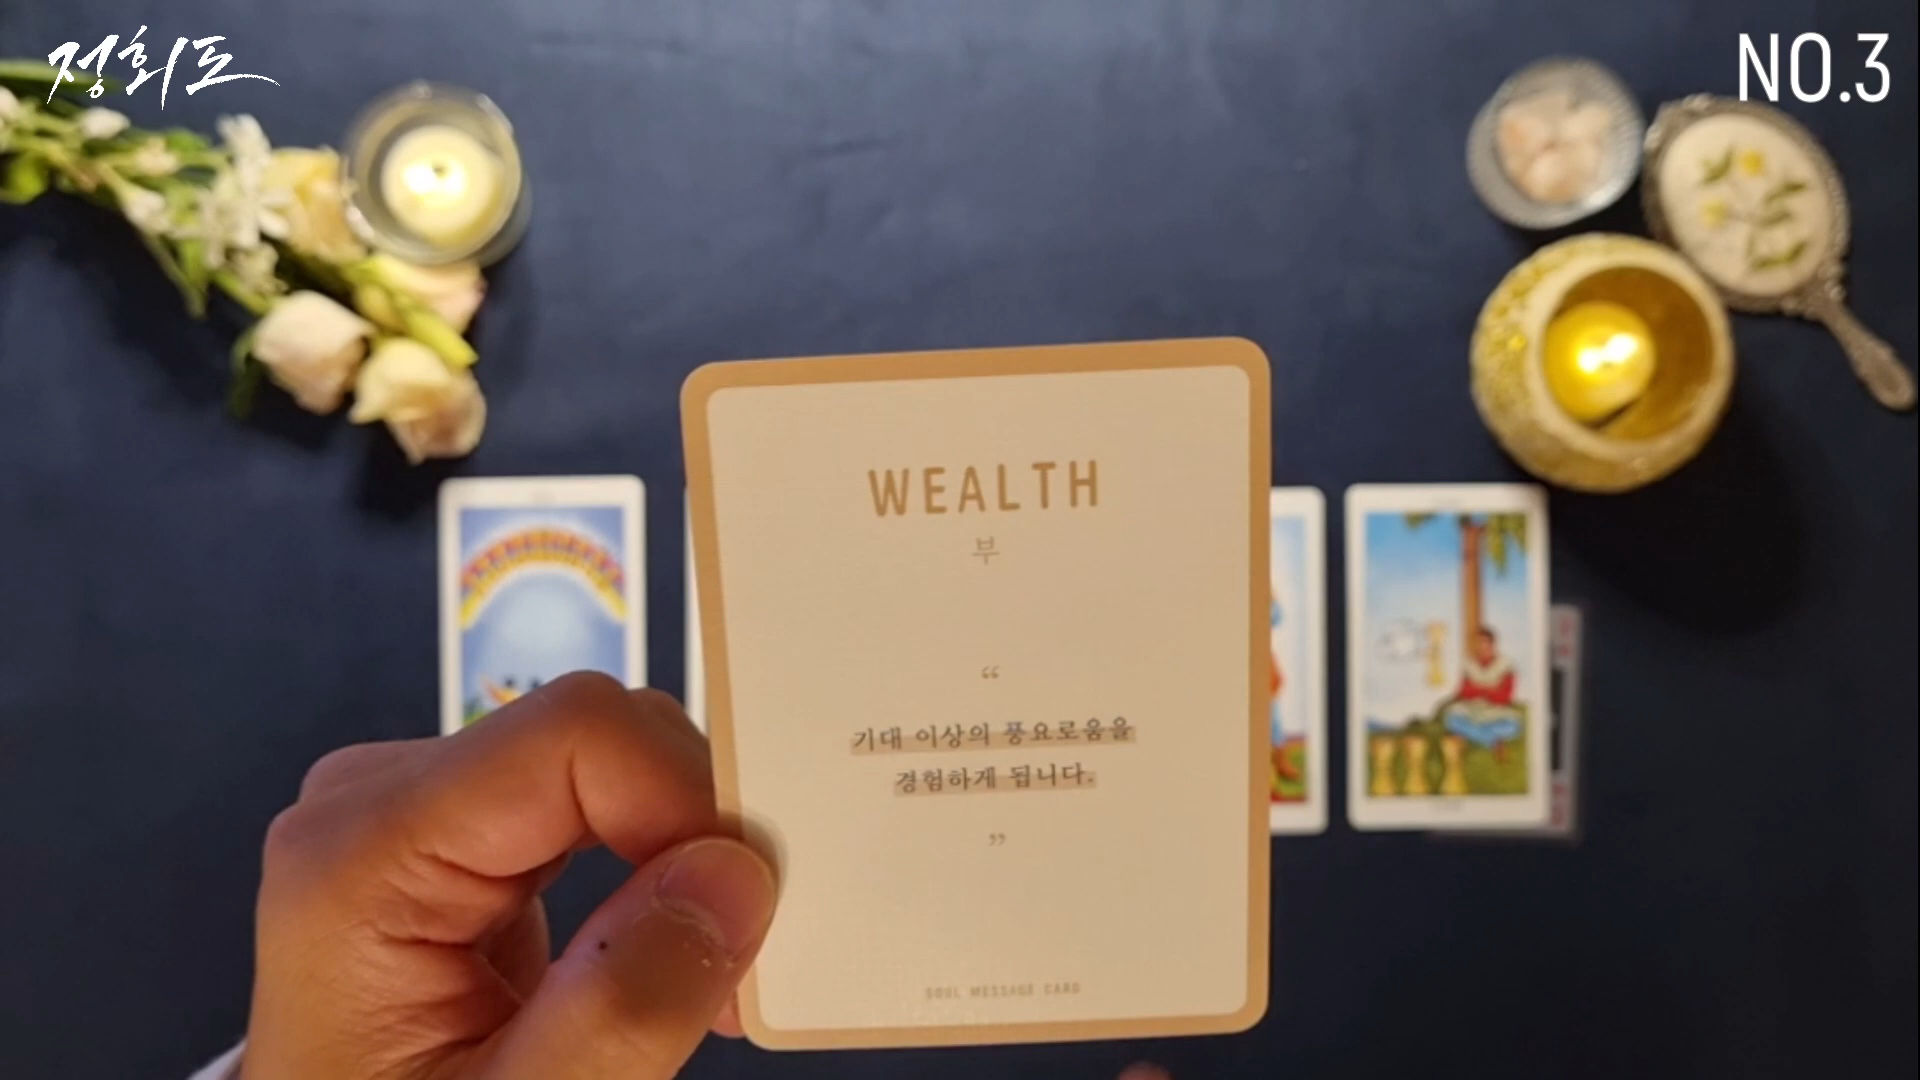 정회도
NO.3
WEALTH
부
“
기대 이상의 풍요로움을
경험하게 됩니다.
”
SOUL MESSAGE CARD